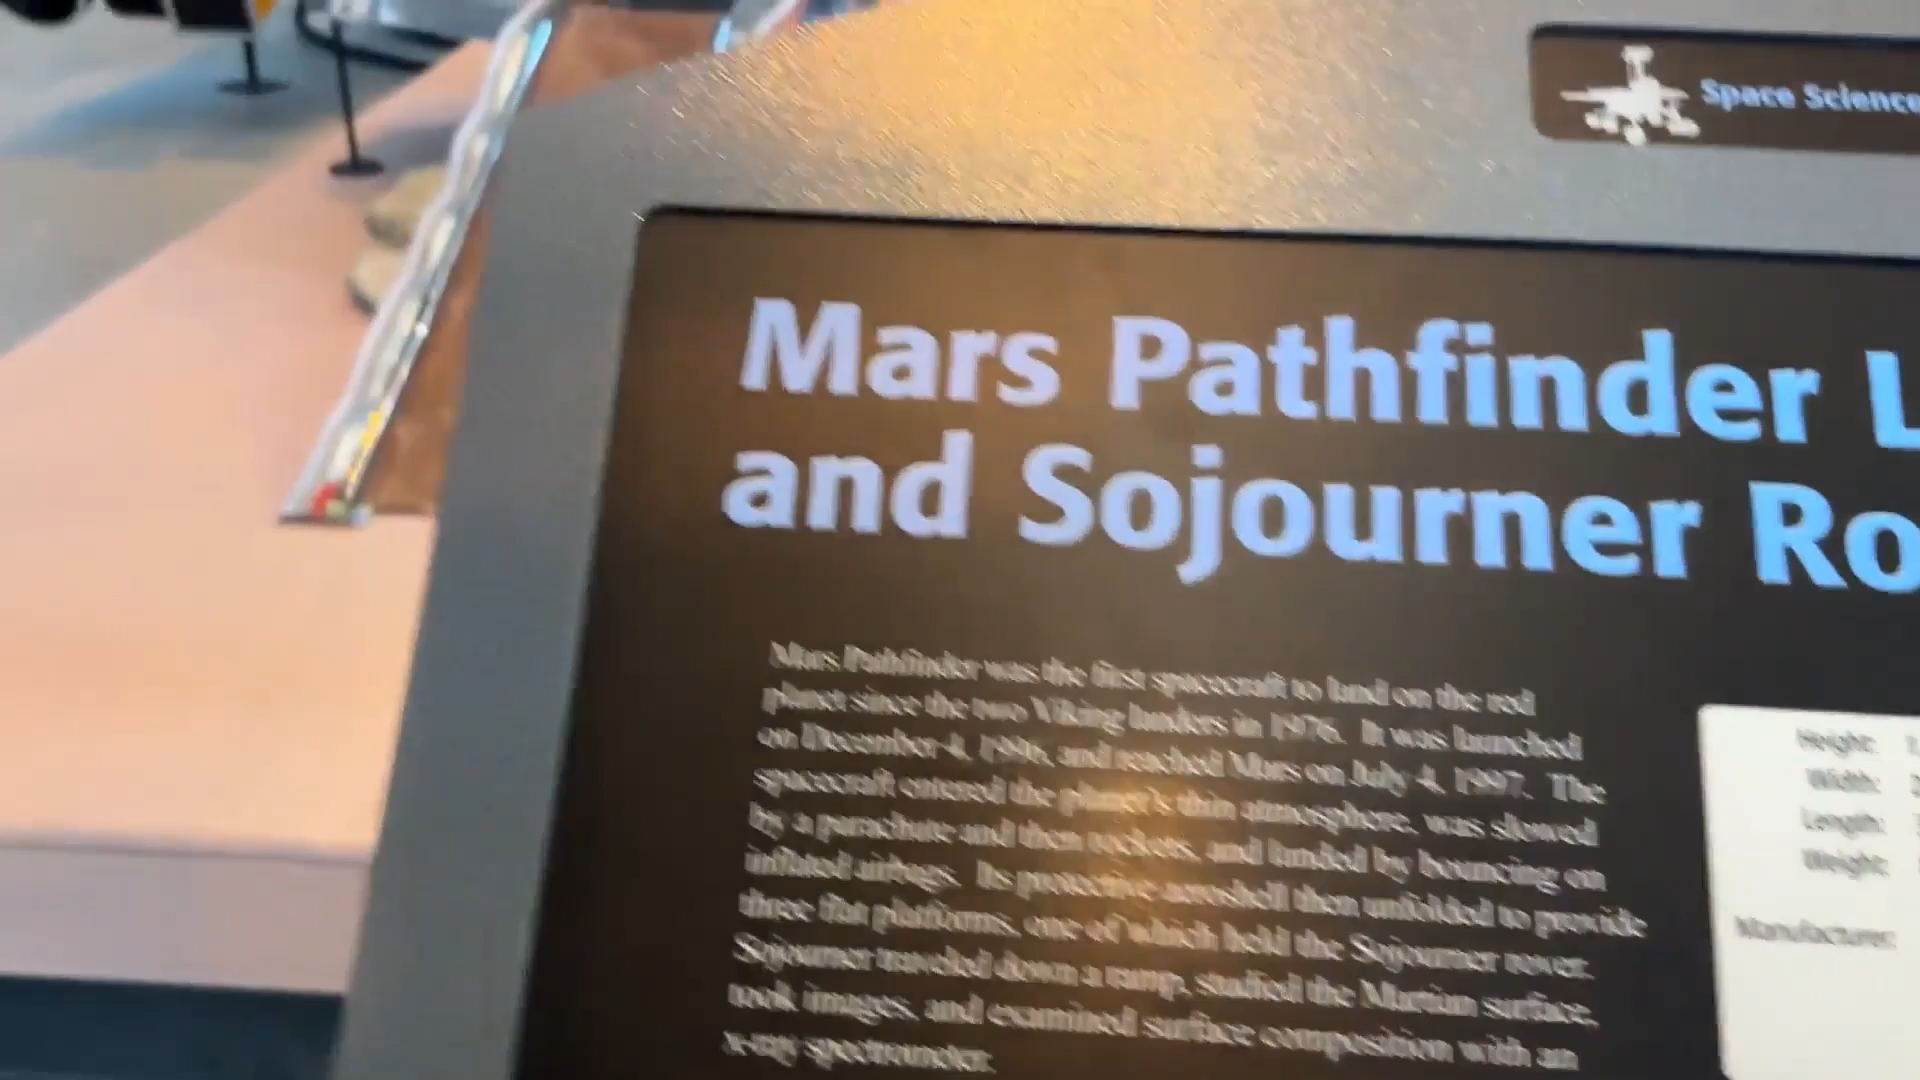 Space Science
Mars Pathfinder L
and Sojourner Ro
Mars Pathfinder was the first spacecraft to land on the red
planet since the two Viking landers in 1976. It was launched
on December 4, 1996, and reached Mars on July 4, 1997. The
spacecraft entered the planet's thin atmosphere, was slowed
by a parachute and then rockets, and landed by bouncing on
inflated airbags. Its protective aeroshell then unfolded to provide
three flat platforms, one of which held the Sojourner rover.
Sojourner traveled down a ramp, studied the Martian surface,
took images, and examined surface composition with an
x-ray spectrometer.
Height:
Width:
Length:
Weight:
Manufacturer: